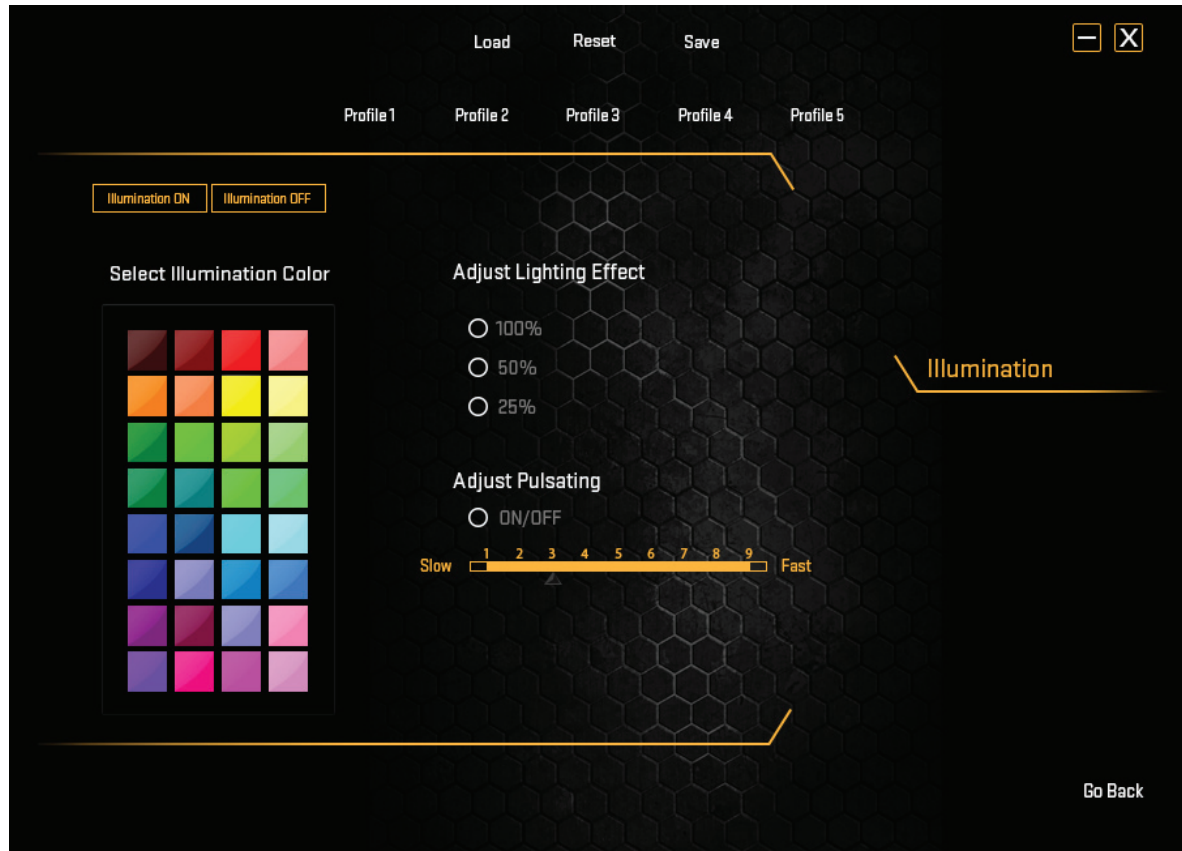 Load Reset Save
X
Profile 1 Profile 2 Profile 3 Profile 4 Profile 5
Illumination ON Illumination OFF
Select Illumination Color
Adjust Lighting Effect
100%
50%
25%
Illumination
Adjust Pulsating
ON/OFF
1 2 3 4 5 6 7 8 9
Slow Fast
Go Back